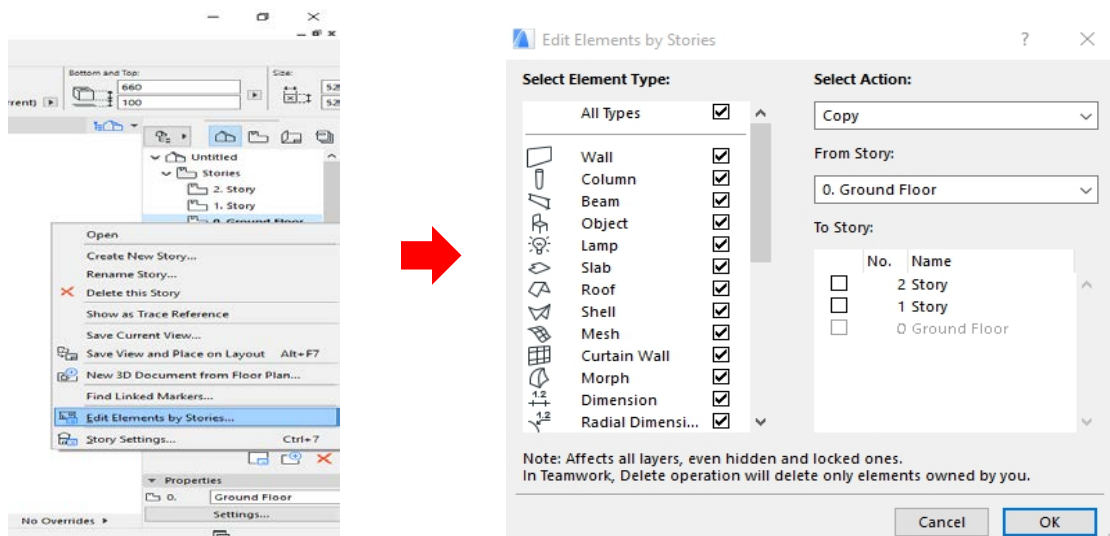 Bottom and Top:
Size:
660
100
Untitled
Stories
2. Story
1. Story
0. Ground Floor
Open
Create New Story...
Rename Story...
Delete this Story
Show as Trace Reference
Save Current View...
Save View and Place on Layout Alt+F7
New 3D Document from Floor Plan...
Find Linked Markers...
Edit Elements by Stories...
Story Settings... Ctrl+7
Properties
0. Ground Floor
Settings...
No Overrides
Edit Elements by Stories
Select Element Type:
All Types
Wall
Column
Beam
Object
Lamp
Slab
Roof
Shell
Mesh
Curtain Wall
Morph
1.2 Dimension
1.2 Radial Dimensi...
Select Action:
Copy
From Story:
0. Ground Floor
To Story:
No. Name
2 Story
1 Story
0 Ground Floor
Note: Affects all layers, even hidden and locked ones.
In Teamwork, Delete operation will delete only elements owned by you.
Cancel OK